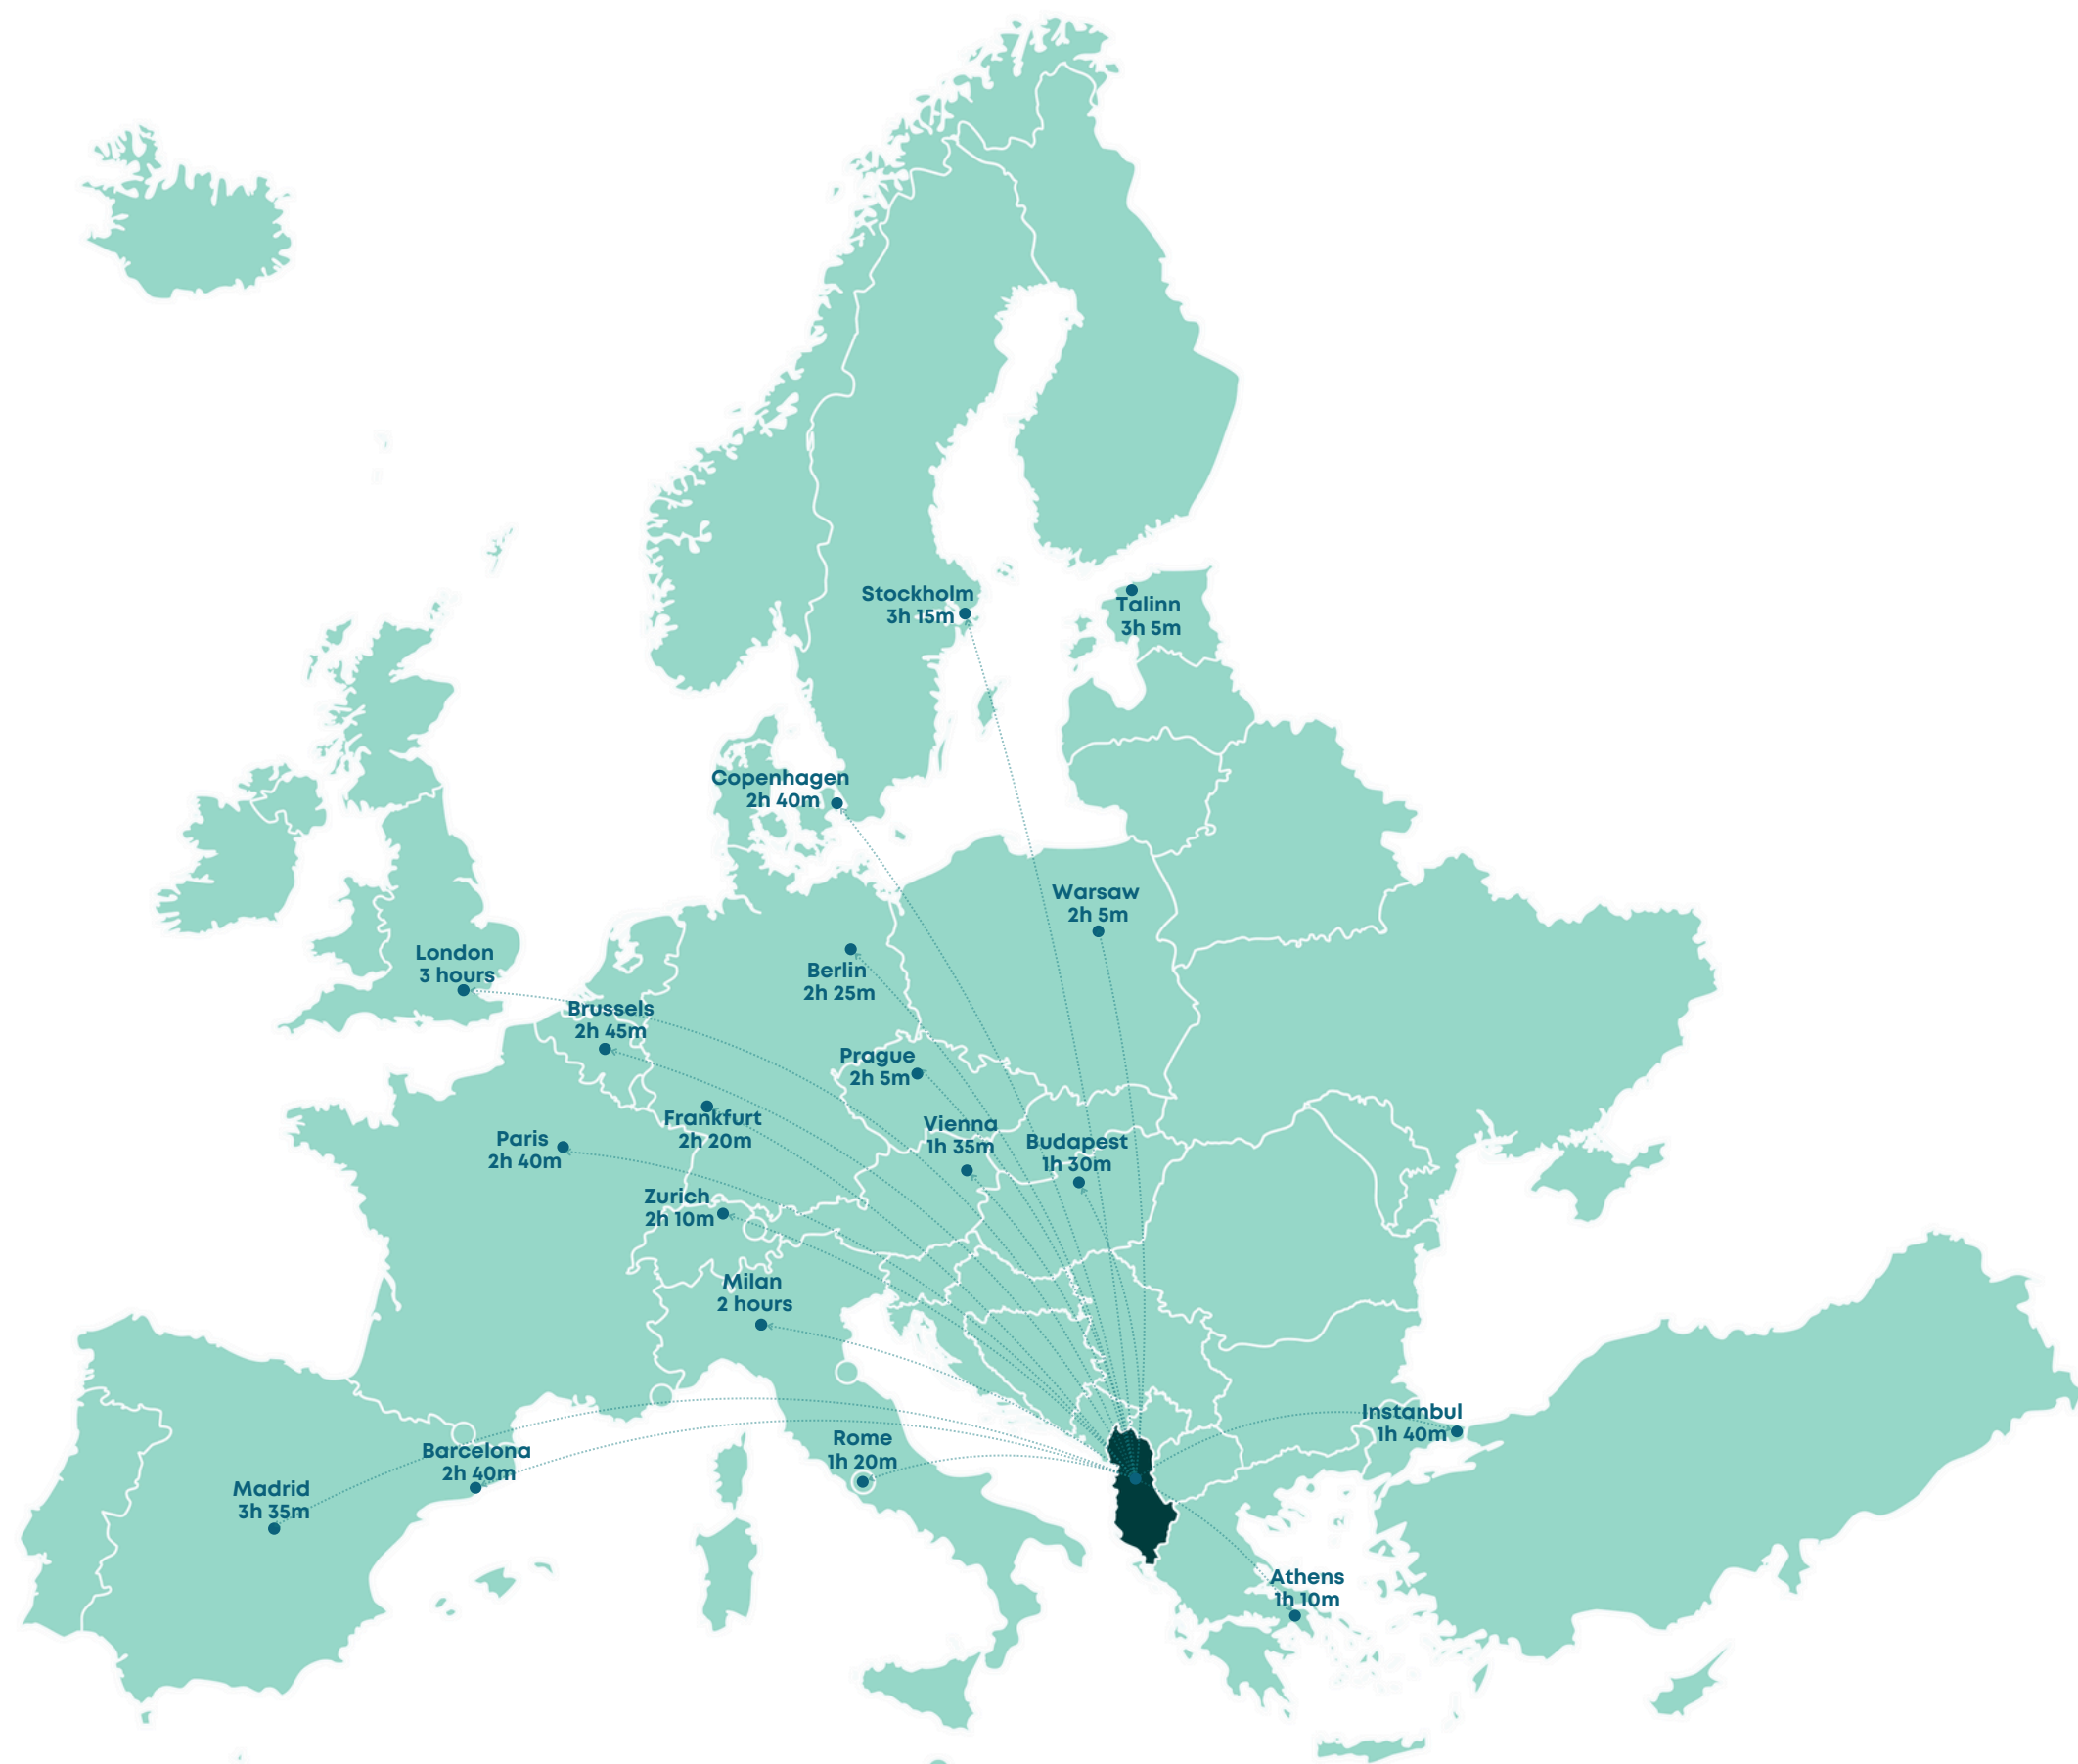 Stockholm
3h 15m
Talinn
3h 5m
Copenhagen
2h 40m
Warsaw
2h 5m
London
3 hours
Berlin
2h 25m
Brussels
2h 45m
Prague
2h 5m
Frankfurt
2h 20m
Vienna
1h 35m
Paris
2h 40m
Budapest
1h 30m
Zurich
2h 10m
Milan
2 hours
Instanbul
1h 40m
Rome
1h 20m
Barcelona
2h 40m
Madrid
3h 35m
Athens
1h 10m